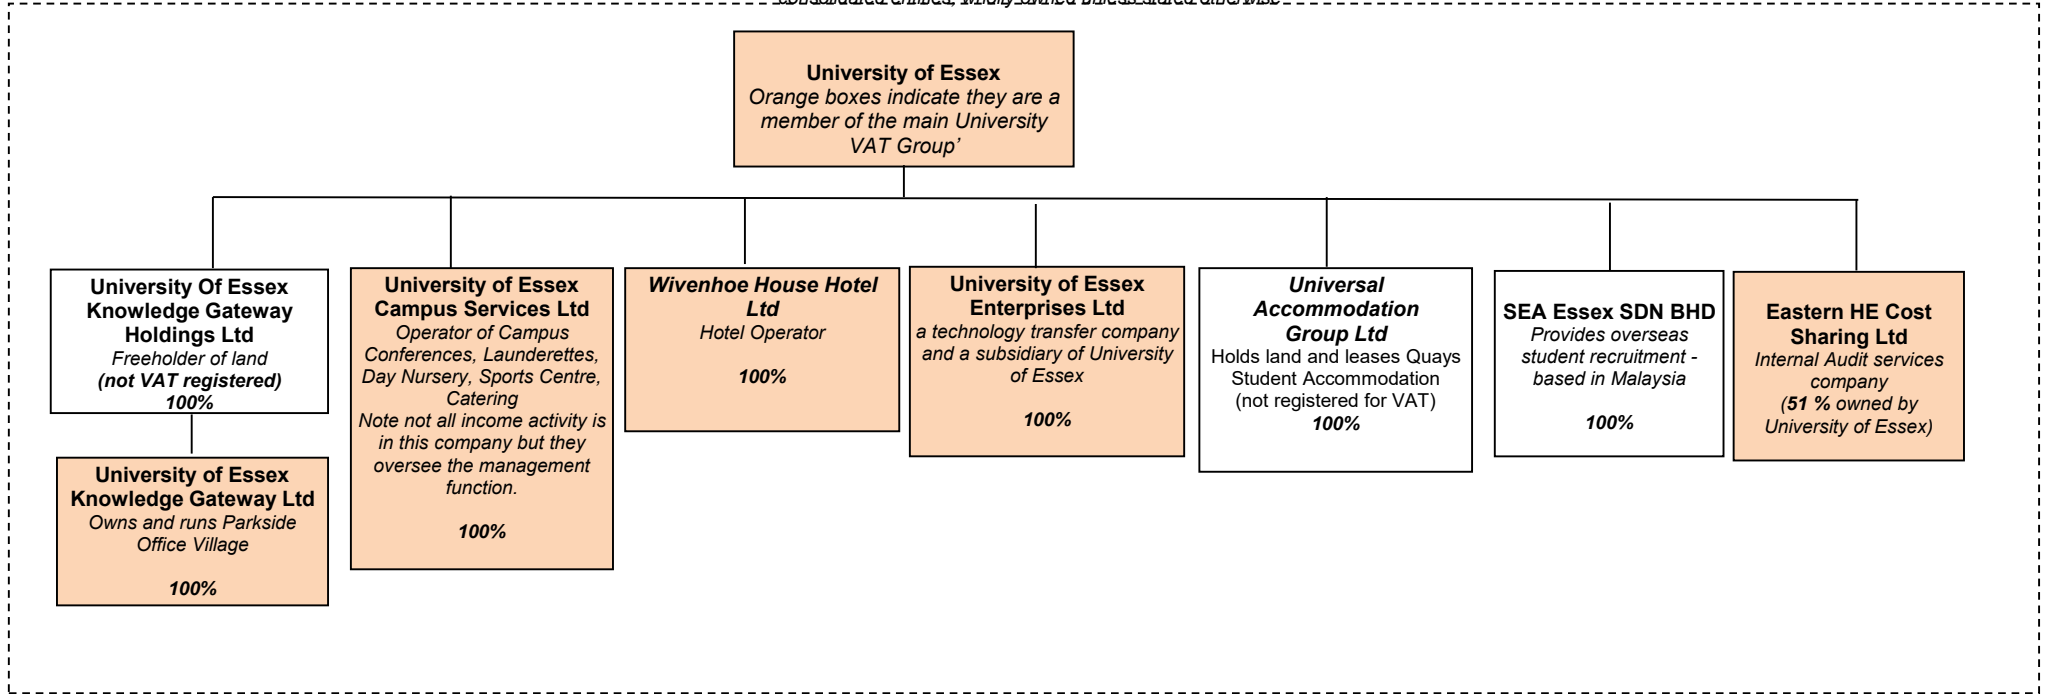 consolidated entities, wholly owned unless stated otherwise
University of Essex
Orange boxes indicate they are a
member of the main University
VAT Group’
University Of Essex
Knowledge Gateway
Holdings Ltd
Freeholder of land
(not VAT registered)
100%
University of Essex
Knowledge Gateway Ltd
Owns and runs Parkside
Office Village
100%
University of Essex
Campus Services Ltd
Operator of Campus
Conferences, Launderettes,
Day Nursery, Sports Centre,
Catering
Note not all income activity is
in this company but they
oversee the management
function.
100%
Wivenhoe House Hotel
Ltd
Hotel Operator
100%
University of Essex
Enterprises Ltd
a technology transfer company
and a subsidiary of University
of Essex
100%
Universal
Accommodation
Group Ltd
Holds land and leases Quays
Student Accommodation
(not registered for VAT)
100%
SEA Essex SDN BHD
Provides overseas
student recruitment -
based in Malaysia
100%
Eastern HE Cost
Sharing Ltd
Internal Audit services
company
(51 % owned by
University of Essex)